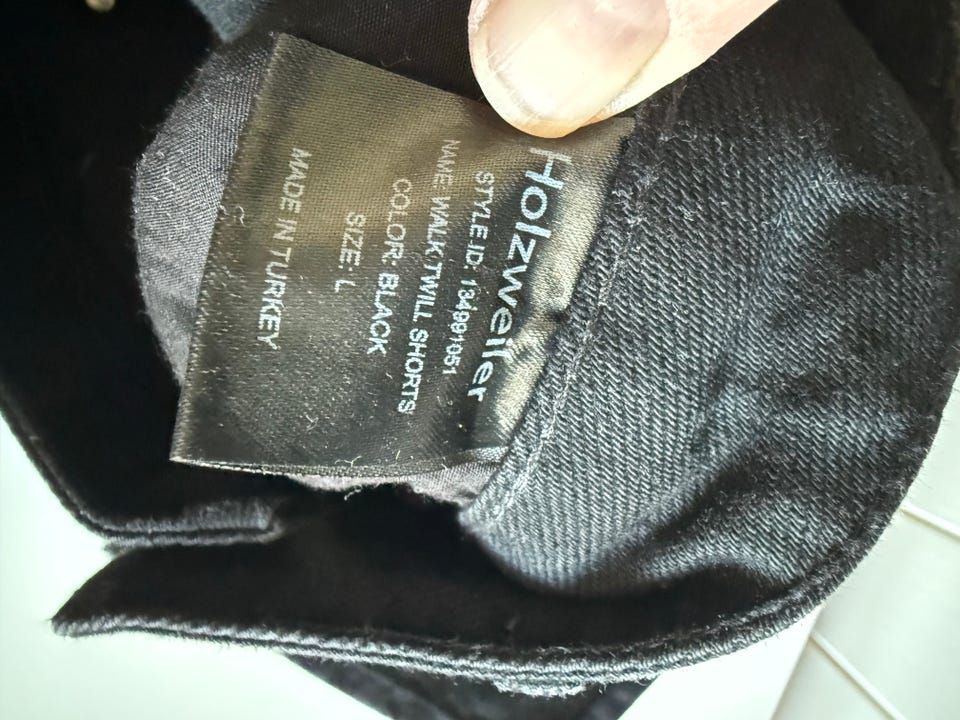 Holzweiler
STYLE ID: 134991051
NAME: WALK TWILL SHORTS
COLOR: BLACK
SIZE: L
MADE IN TURKEY